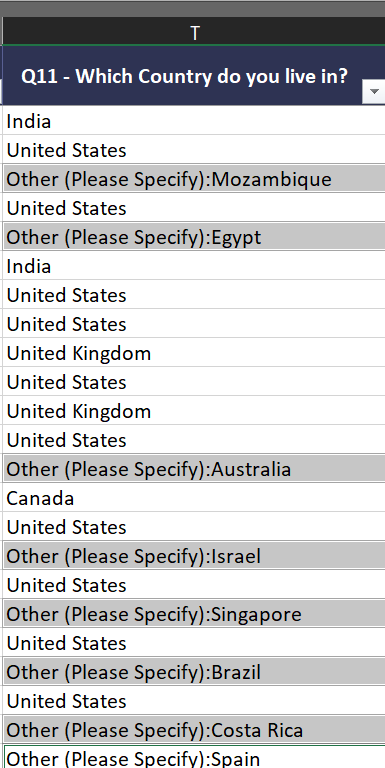 T
Q11 - Which Country do you live in?
India
United States
Other (Please Specify):Mozambique
United States
Other (Please Specify):Egypt
India
United States
United States
United Kingdom
United States
United Kingdom
United States
Other (Please Specify):Australia
Canada
United States
Other (Please Specify):Israel
United States
Other (Please Specify):Singapore
United States
Other (Please Specify):Brazil
United States
Other (Please Specify):Costa Rica
Other (Please Specify):Spain